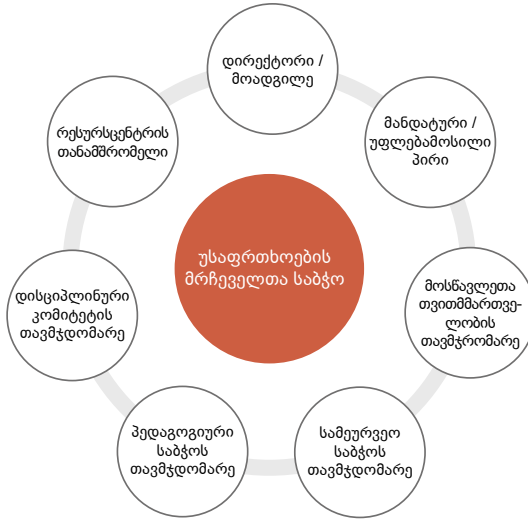 დირექტორი /
მოადგილე
მანდატური /
უფლებამოსილი
პირი
მოსწავლეთა
თვითმმართვე-
ლობის
თავმჯრომარე
სამეურვეო
საბჭოს
თავმჯდომარე
პედაგოგიური
საბჭოს
თავმჯდომარე
დისციპლინური
კომიტეტის
თავმჯდომარე
რესურსცენტრის
თანამშრომელი
უსაფრთხოების
მრჩეველთა საბჭო